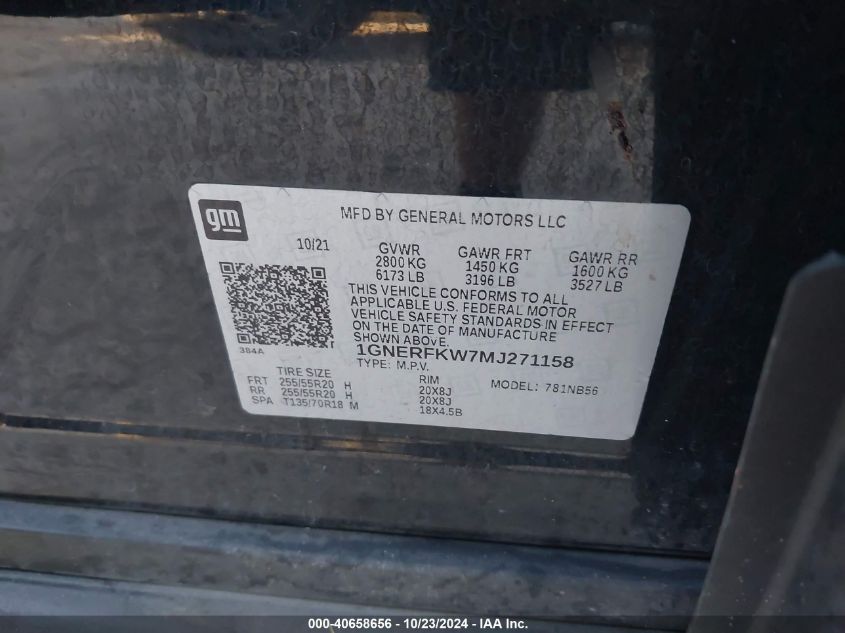 gm
MFD BY GENERAL MOTORS LLC
10/21
GVWR GAWR FRT GAWR RR
2800 KG 1450 KG 1600 KG
6173 LB 3196 LB 3527 LB
THIS VEHICLE CONFORMS TO ALL
APPLICABLE U.S. FEDERAL MOTOR
VEHICLE SAFETY STANDARDS IN EFFECT
ON THE DATE OF MANUFACTURE
SHOWN ABOvE.
384A
1GNERFKW7MJ271158
TYPE: M.P.V.
MODEL: 781NB56
TIRE SIZE RIM
FRT 255/55R20 H 20X8J
RR 255/55R20 H 20X8J
SPA T135/70R18 M 18X4.5B
000-40658656 - 10/23/2024 - IAAI Inc.